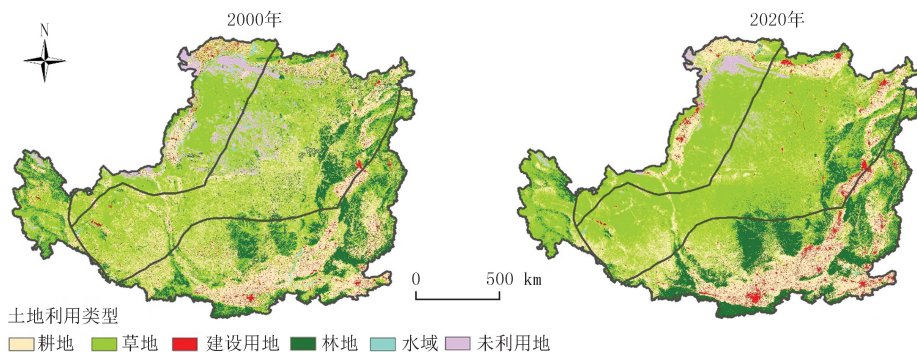 2000年
2020年
N
0 500 km
土地利用类型
耕地 草地 建设用地 林地 水域 未利用地